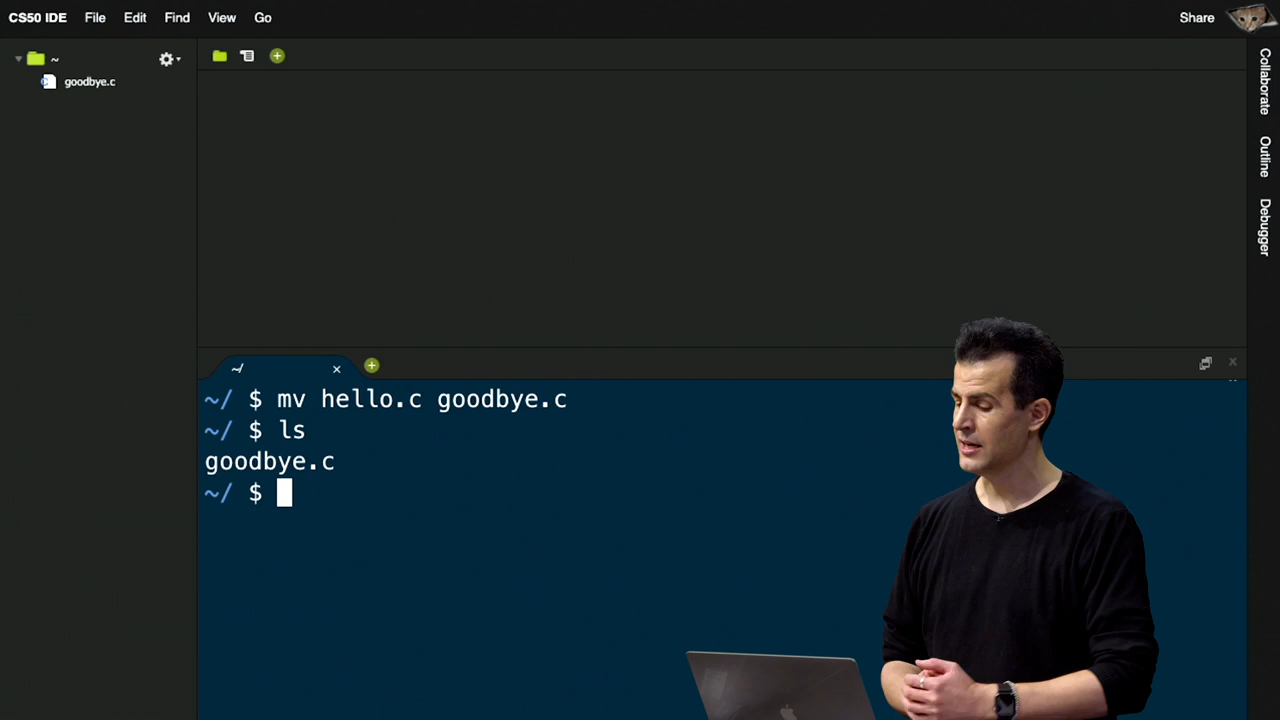 CS50 IDE File Edit Find View Go Share
~
goodbye.c
Collaborate
Outline
Debugger
~/
~/ $ mv hello.c goodbye.c
~/ $ ls
goodbye.c
~/ $